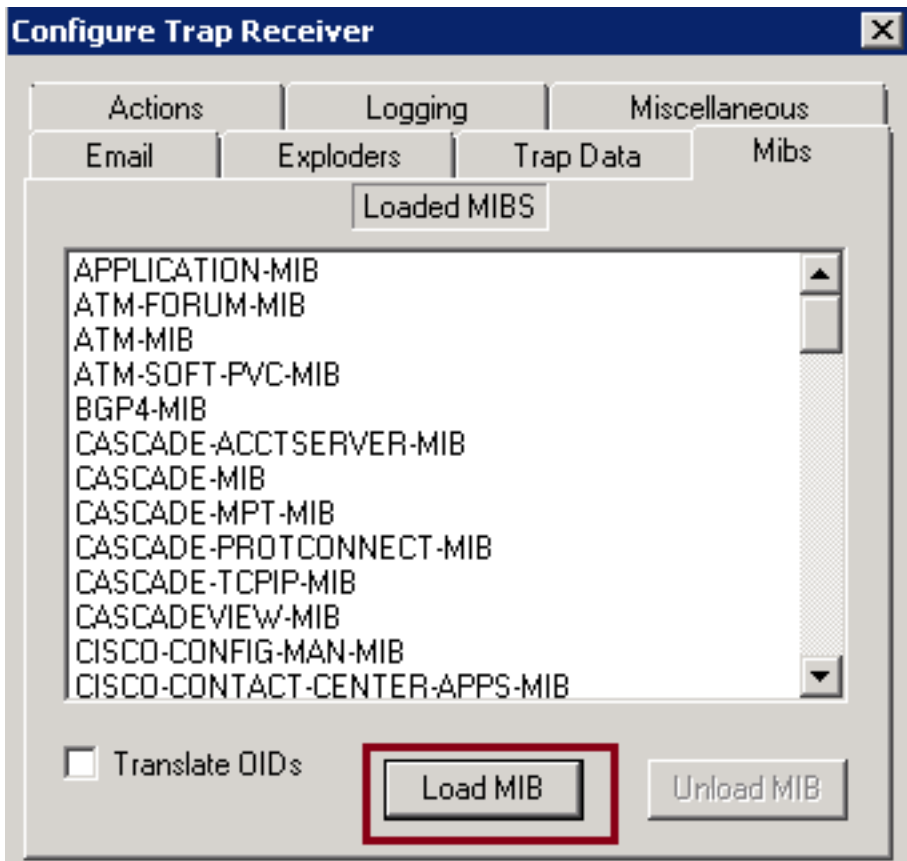 Configure Trap Receiver
Actions Logging Miscellaneous
Email Exploders Trap Data Mibs
Loaded MIBS
APPLICATION-MIB
ATM-FORUM-MIB
ATM-MIB
ATM-SOFT-PVC-MIB
BGP4-MIB
CASCADE-ACCTSERVER-MIB
CASCADE-MIB
CASCADE-MPT-MIB
CASCADE-PROTCONNECT-MIB
CASCADE-TCPIP-MIB
CASCADEVIEW-MIB
CISCO-CONFIG-MAN-MIB
CISCO-CONTACT-CENTER-APPS-MIB
Translate OIDs Load MIB Unload MIB